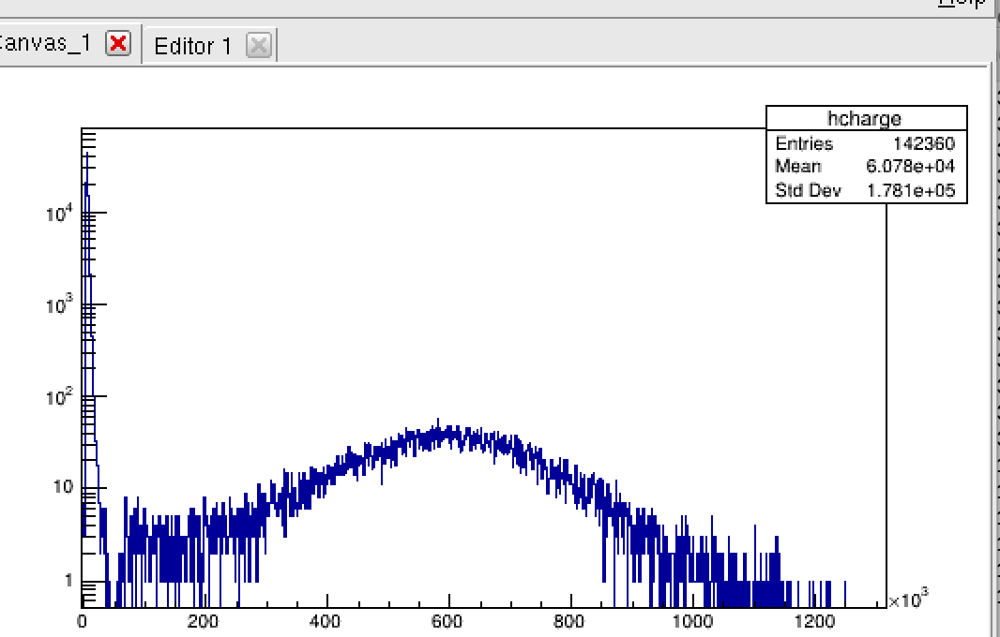 Help
Canvas_1
Editor 1
hcharge
Entries 142360
Mean 6.078e+04
Std Dev 1.781e+05
10⁴
10³
10²
10
1
0 200 400 600 800 1000 1200
×10³